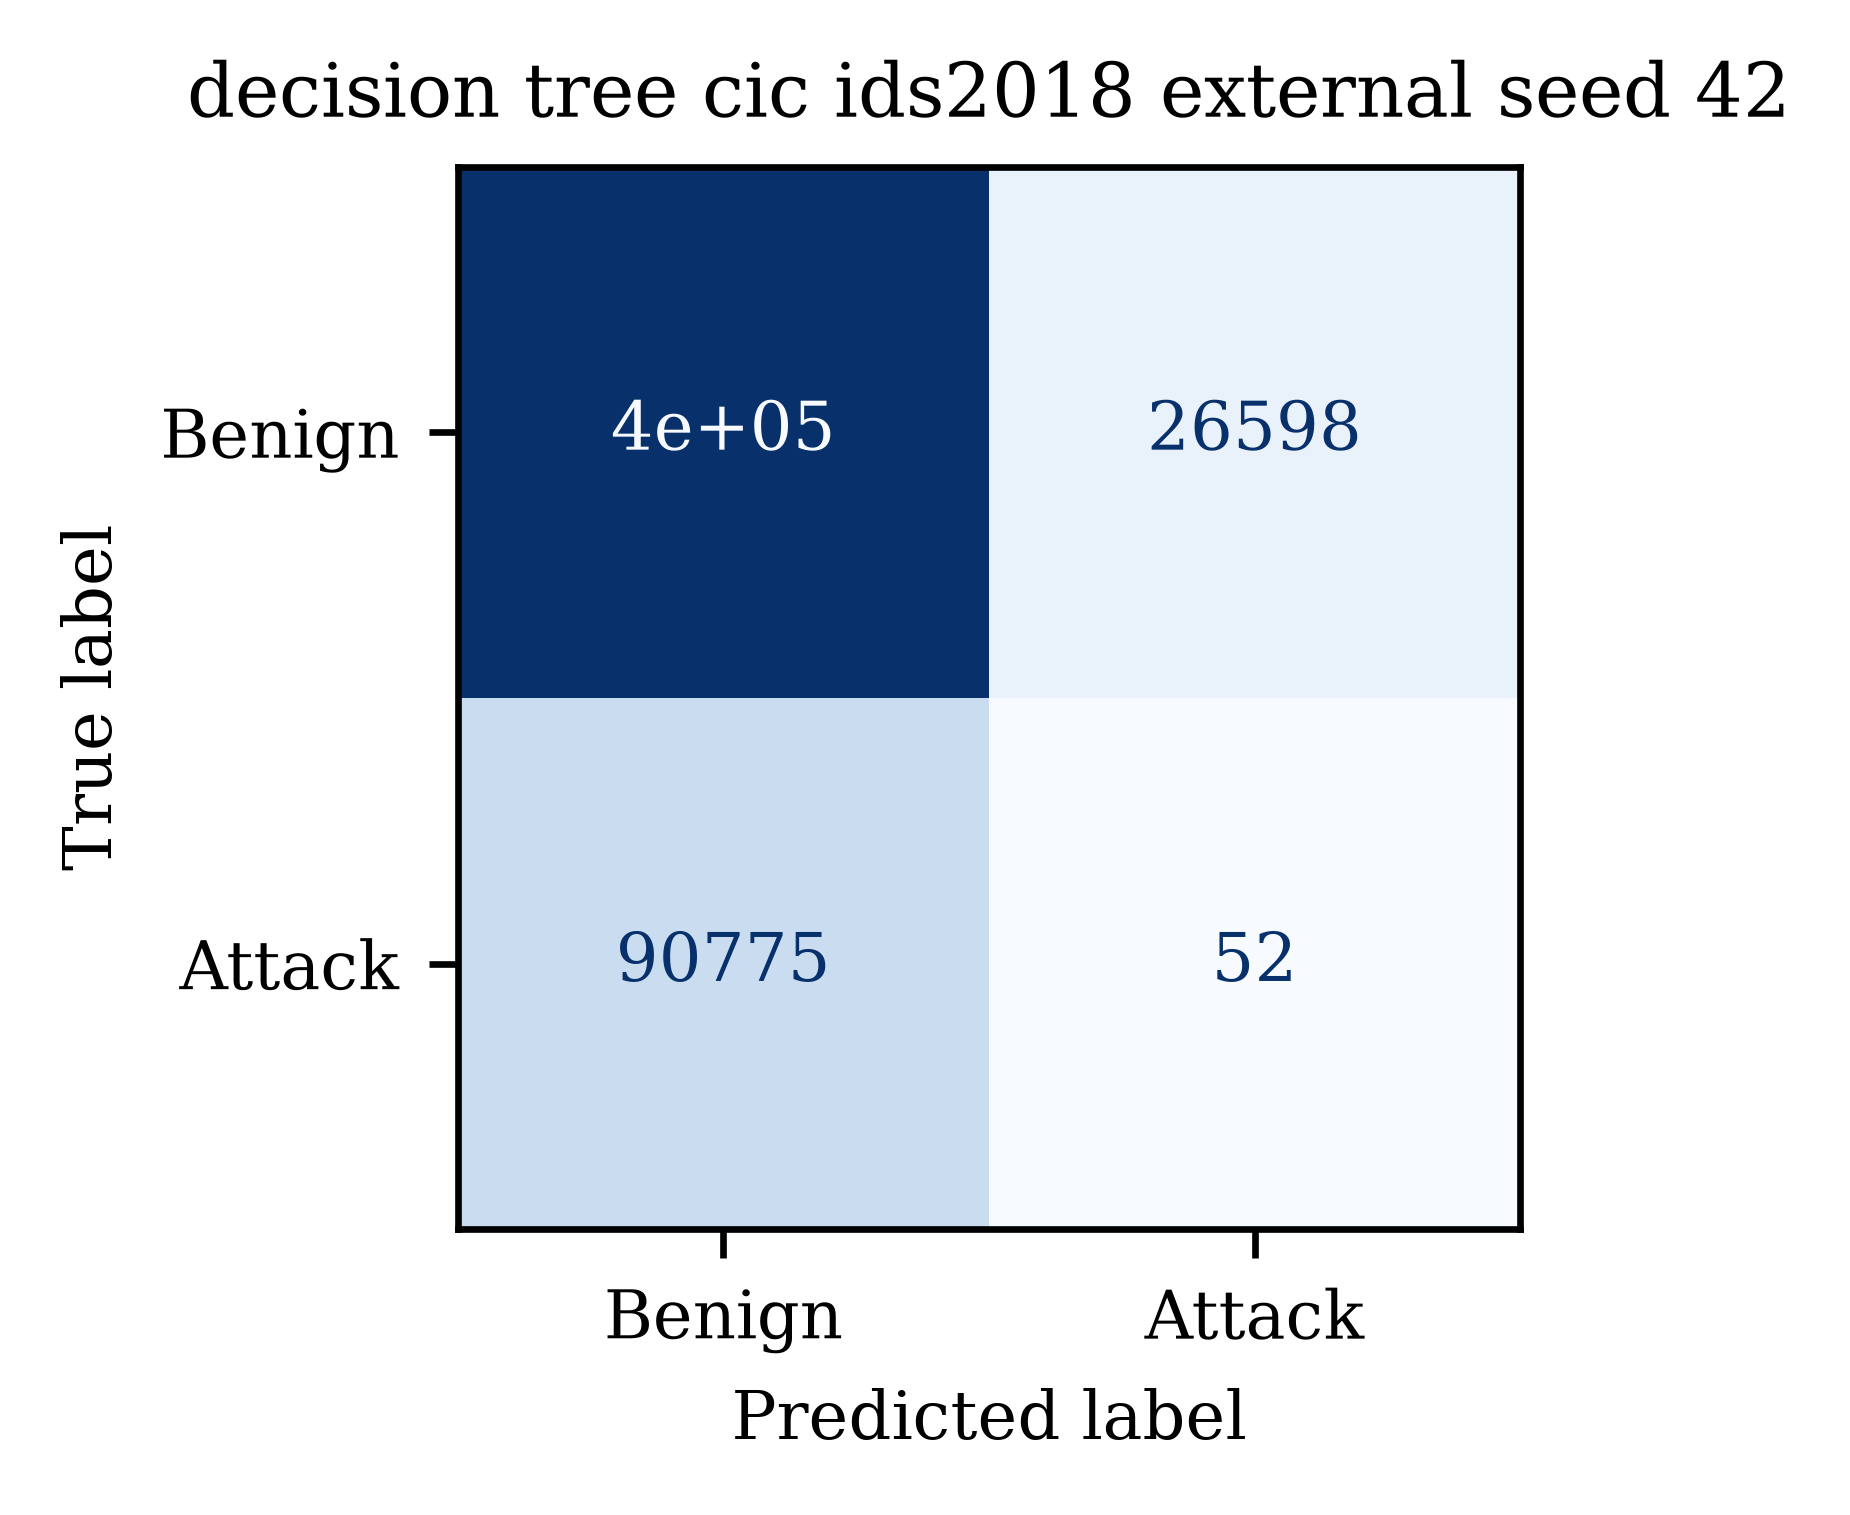 decision tree cic ids2018 external seed 42
True label
Benign
4e+05
26598
Attack
90775
52
Benign
Attack
Predicted label